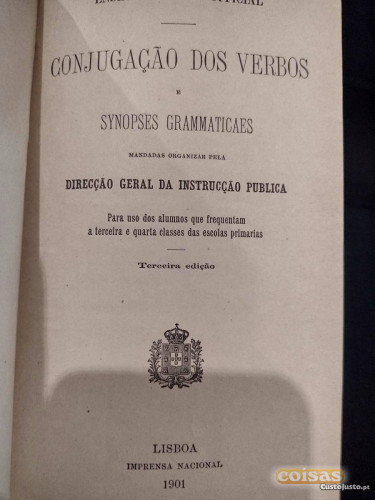 CONJUGAÇÃO DOS VERBOS
E
SYNOPSES GRAMMATICAES
MANDADAS ORGANIZAR PELA
DIRECÇÃO GERAL DA INSTRUCÇÃO PUBLICA
Para uso dos alumnos que frequentam
a terceira e quarta classes das escolas primarias
Terceira edição
LISBOA
IMPRENSA NACIONAL
1901
coisas
CustoJusto.pt